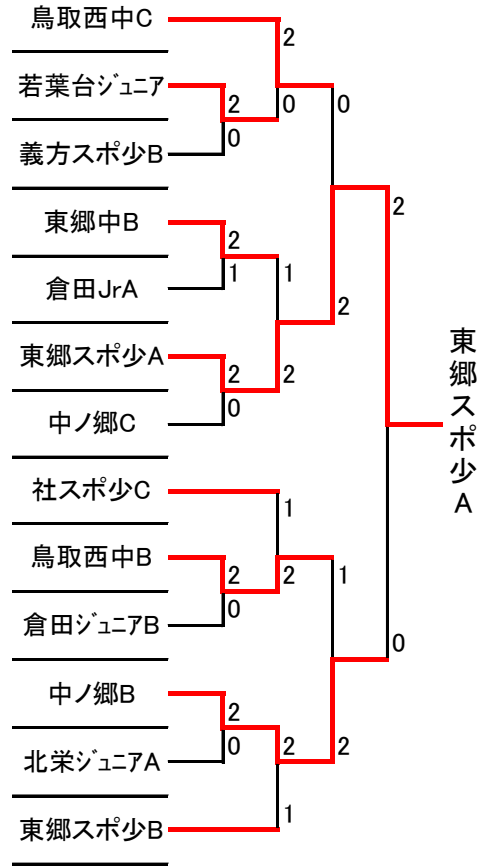 鳥取西中C
2
若葉台ジュニア
2
0
0
0
義方スポ少B
2
東郷中B
2
1
1
倉田JrA
2
東郷スポ少A
2
2
0
中ノ郷C
東郷スポ少A
社スポ少C
1
鳥取西中B
2
2
1
0
倉田ジュニアB
0
中ノ郷B
2
0
2
2
北栄ジュニアA
1
東郷スポ少B